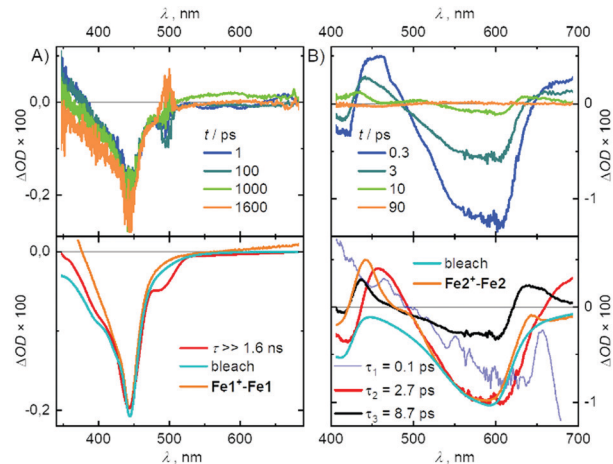 λ, nm
λ, nm
400 500 600
400 500 600 700
A)
B)
ΔOD × 100
0,0
-0,2
t / ps
1
100
1000
1600
t / ps
0.3
3
10
90
0
-1
ΔOD × 100
ΔOD × 100
0,0
-0,2
τ >> 1.6 ns
bleach
Fe1⁺-Fe1
bleach
Fe2⁺-Fe2
τ₁ = 0.1 ps
τ₂ = 2.7 ps
τ₃ = 8.7 ps
0
-1
ΔOD × 100
400 500 600
400 500 600 700
λ, nm
λ, nm